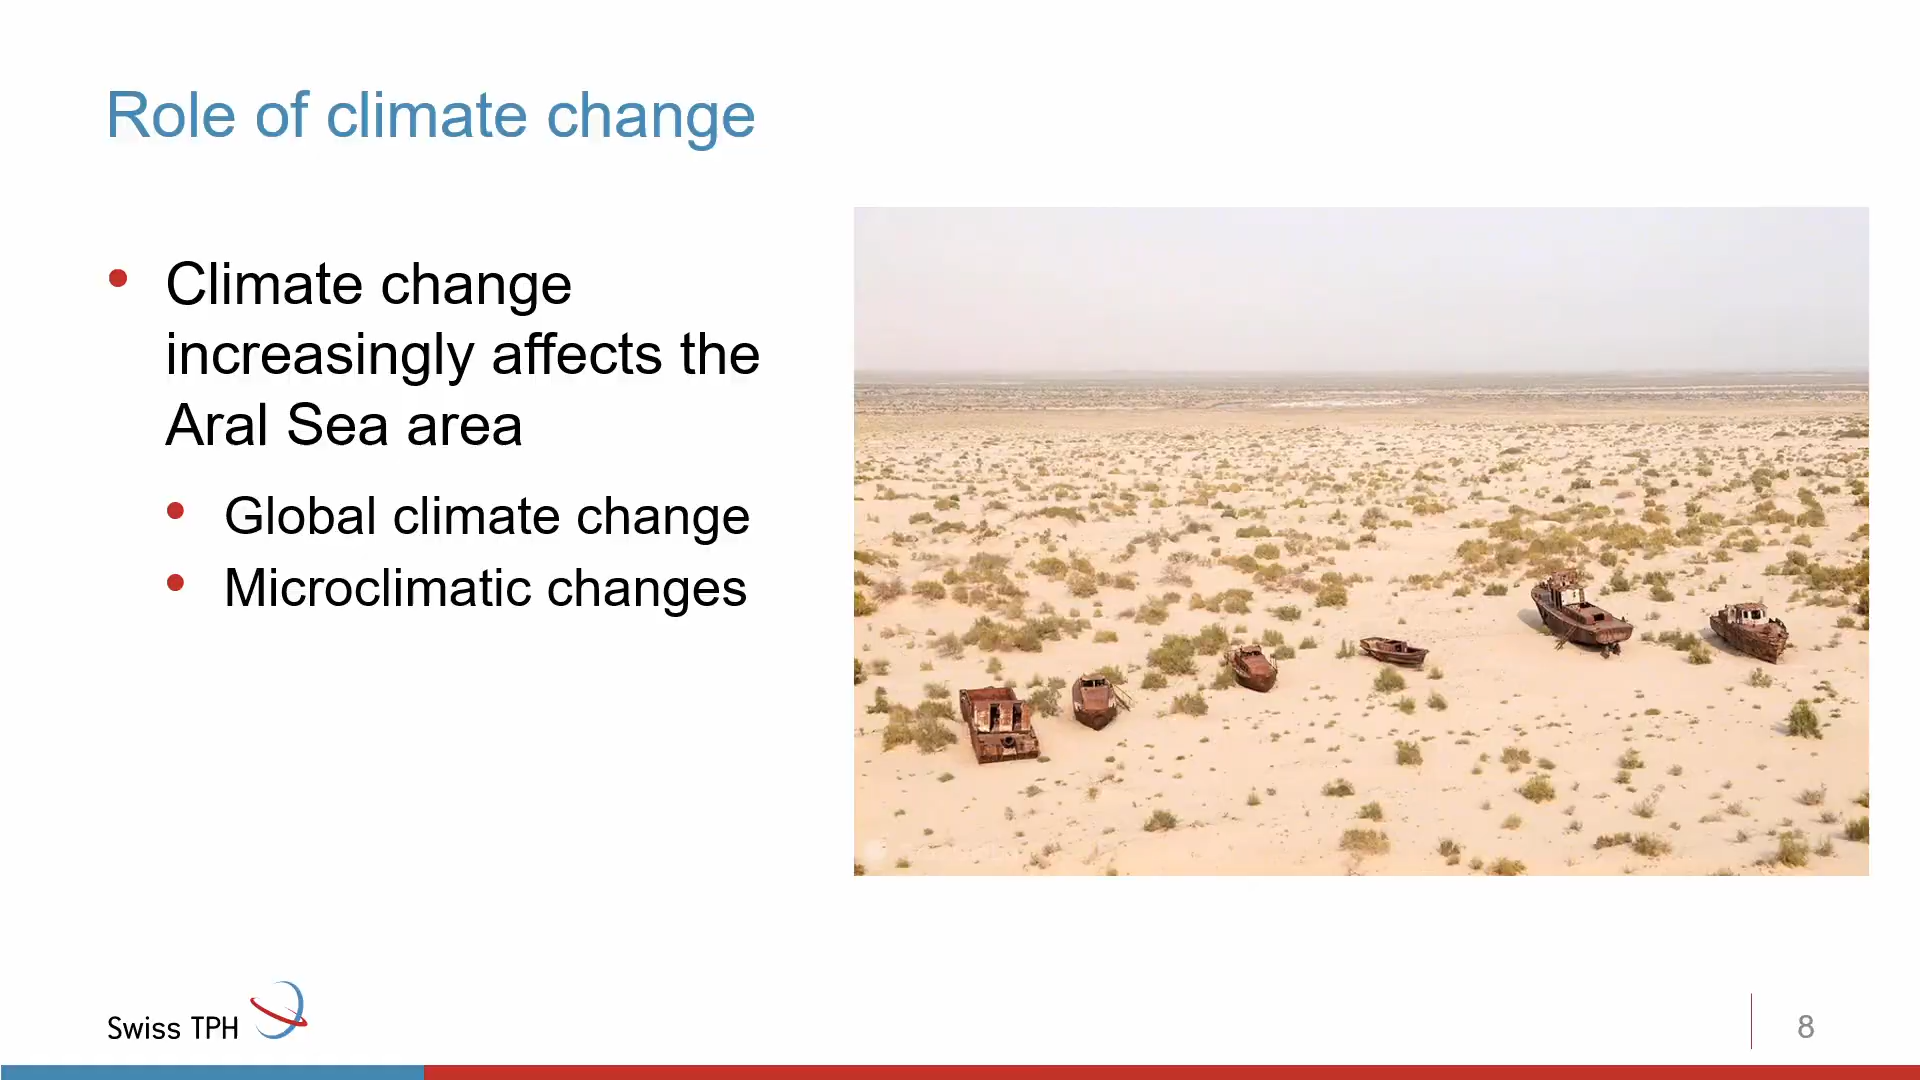 Role of climate change
Climate change
increasingly affects the
Aral Sea area
Global climate change
Microclimatic changes
Swiss TPH
8